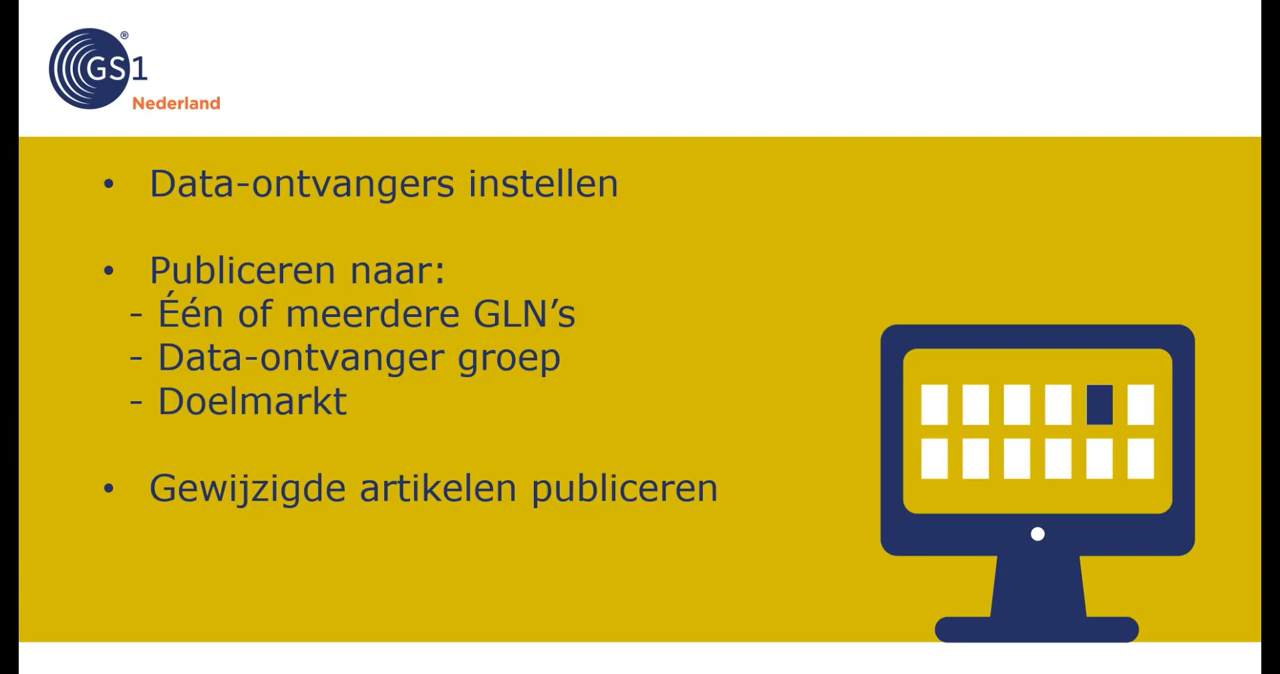 GS1®
Nederland
• Data-ontvangers instellen
• Publiceren naar:
- Één of meerdere GLN’s
- Data-ontvanger groep
- Doelmarkt
• Gewijzigde artikelen publiceren